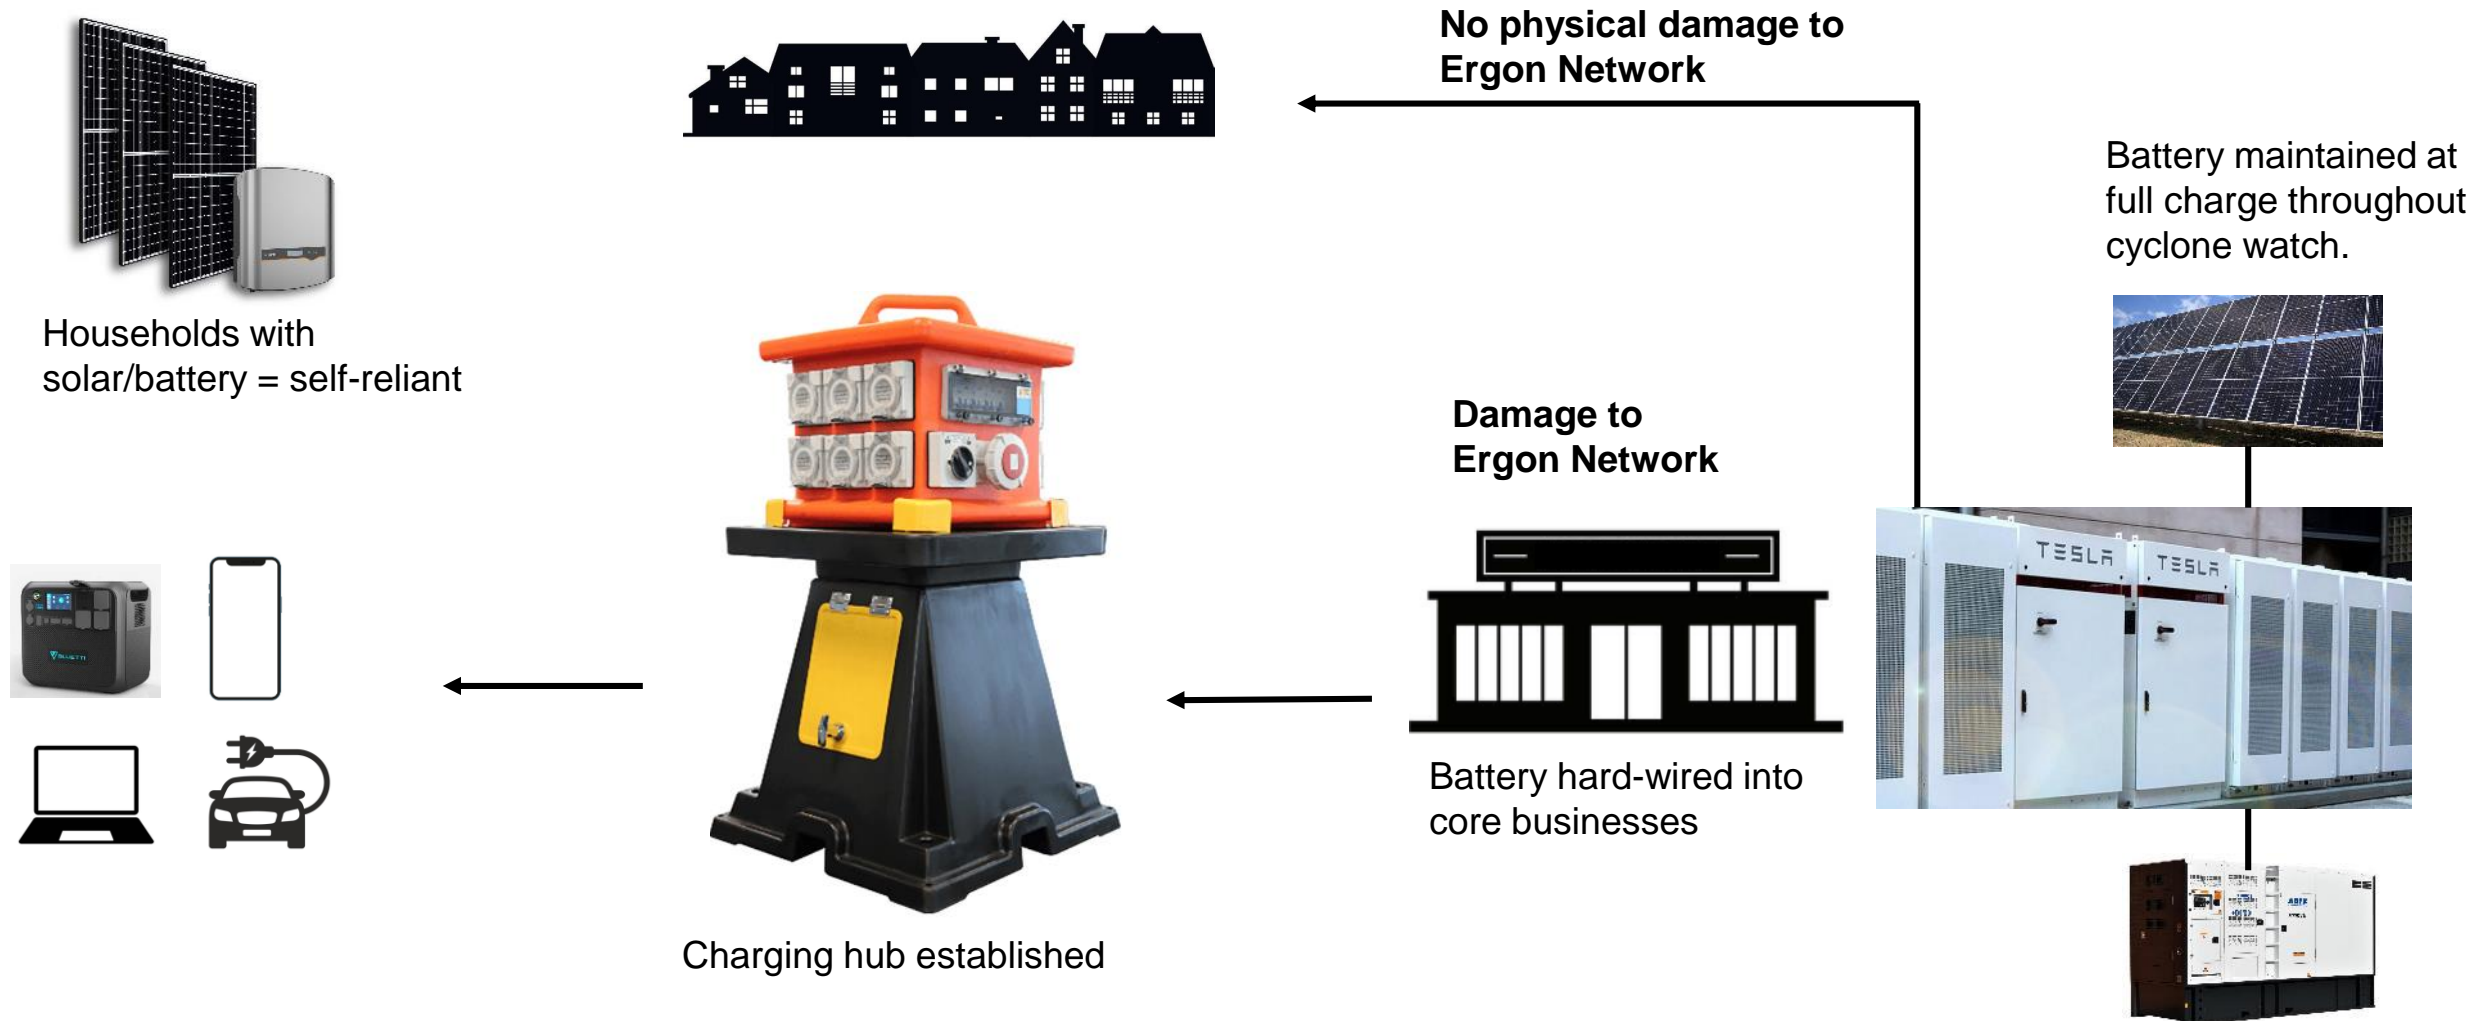 No physical damage to
Ergon Network
Battery maintained at
full charge throughout
cyclone watch.
Households with
solar/battery = self-reliant
Damage to
Ergon Network
TESLA
TESLA
BLUETTI
Battery hard-wired into
core businesses
Charging hub established